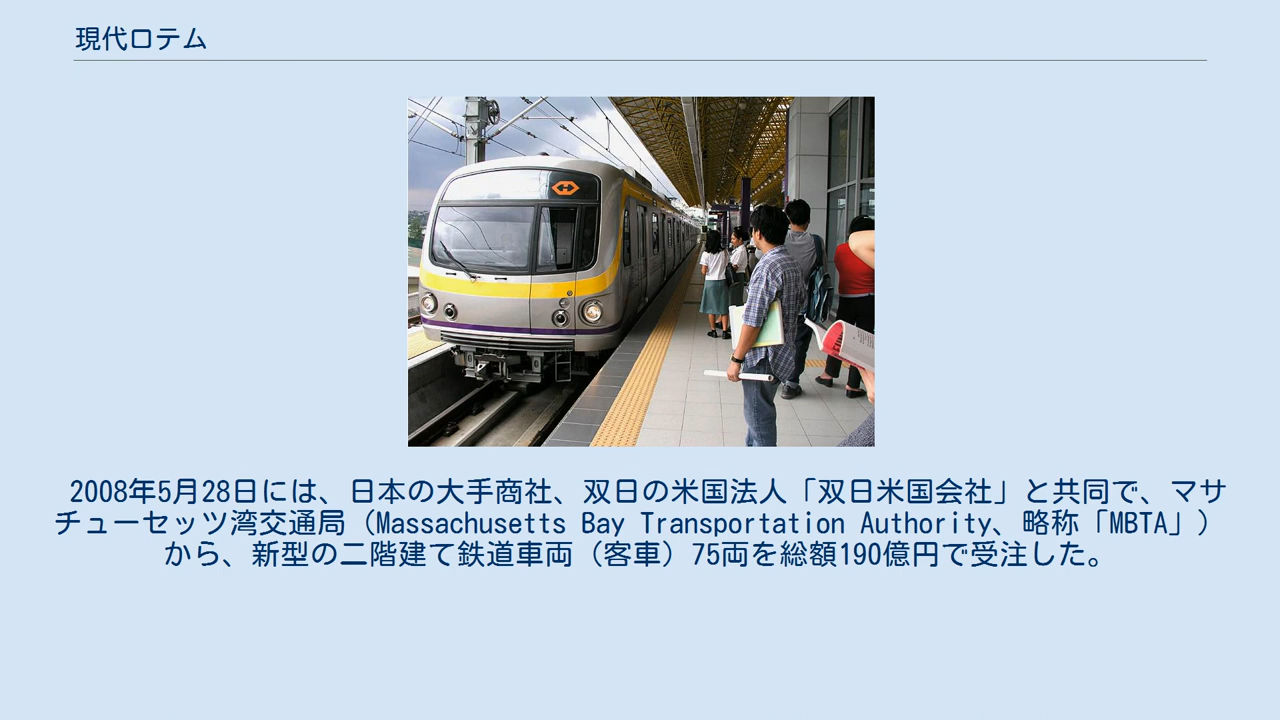 現代ロテム
2008年5月28日には、日本の大手商社、双日の米国法人「双日米国会社」と共同で、マサ
チューセッツ湾交通局（Massachusetts Bay Transportation Authority、略称「MBTA」）
から、新型の二階建て鉄道車両（客車）75両を総額190億円で受注した。